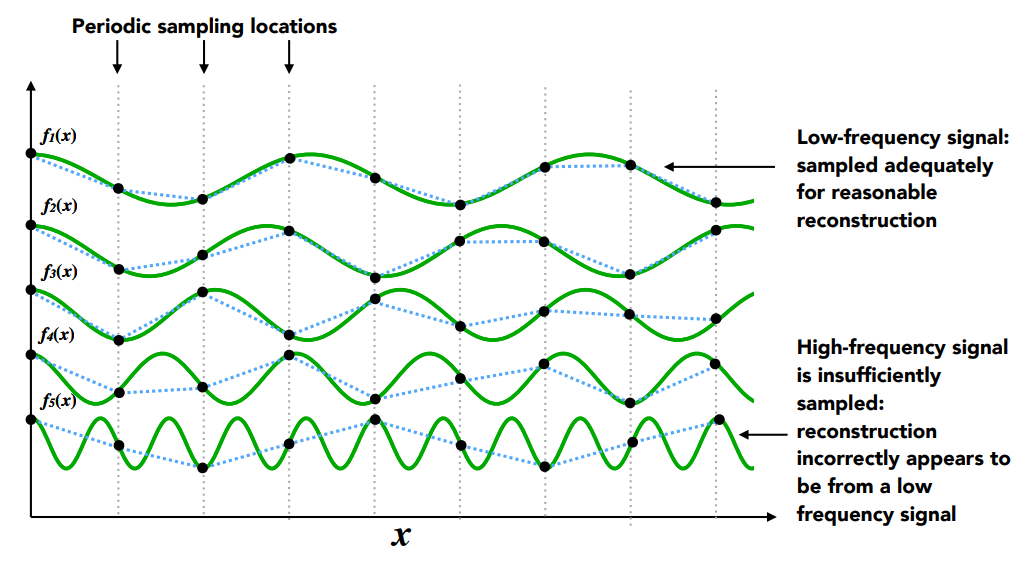 Periodic sampling locations
f1(x)
f2(x)
f3(x)
f4(x)
f5(x)
Low-frequency signal:
sampled adequately
for reasonable
reconstruction
High-frequency signal
is insufficiently
sampled:
reconstruction
incorrectly appears to
be from a low
frequency signal
x